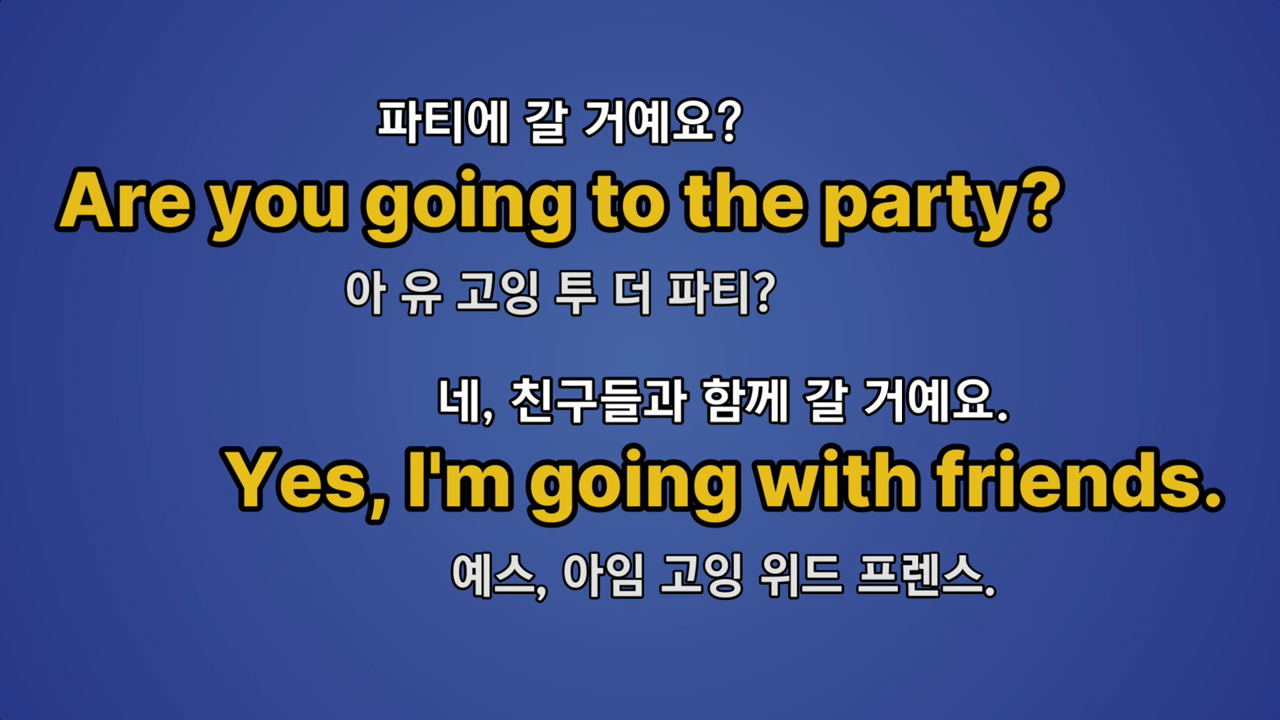 파티에 갈 거예요?
Are you going to the party?
아 유 고잉 투 더 파티?
네, 친구들과 함께 갈 거예요.
Yes, I'm going with friends.
예스, 아임 고잉 위드 프렌스.